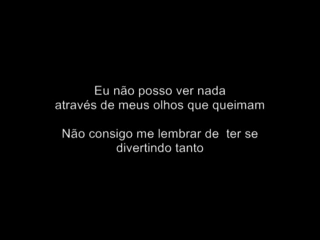 Eu não posso ver nada
através de meus olhos que queimam
Não consigo me lembrar de  ter se
divertindo tanto